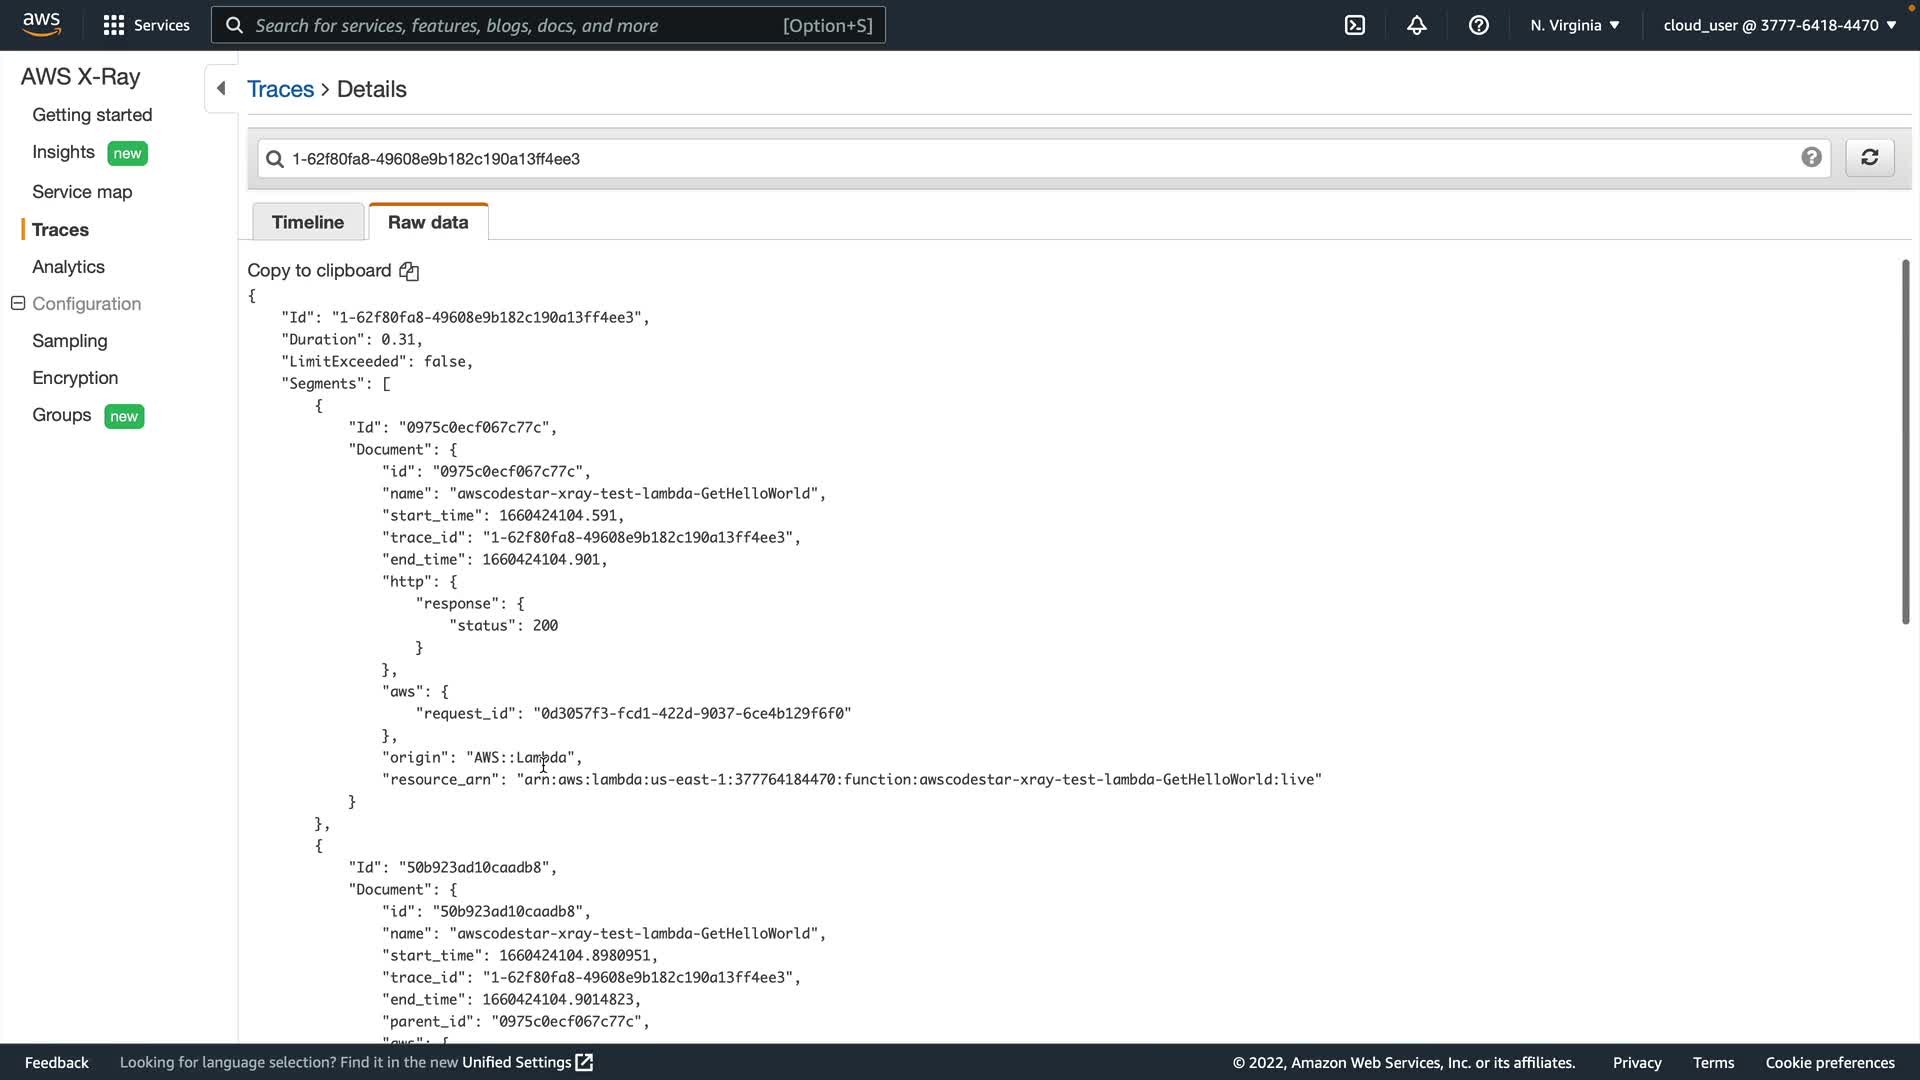 aws
Services
Search for services, features, blogs, docs, and more [Option+S]
N. Virginia ▼
cloud_user @ 3777-6418-4470 ▼
AWS X-Ray
Getting started
Insights new
Service map
Traces
Analytics
Configuration
Sampling
Encryption
Groups new
Traces > Details
1-62f80fa8-49608e9b182c190a13ff4ee3
Timeline
Raw data
Copy to clipboard
{
    "Id": "1-62f80fa8-49608e9b182c190a13ff4ee3",
    "Duration": 0.31,
    "LimitExceeded": false,
    "Segments": [
        {
            "Id": "0975c0ecf067c77c",
            "Document": {
                "id": "0975c0ecf067c77c",
                "name": "awscodestar-xray-test-lambda-GetHelloWorld",
                "start_time": 1660424104.591,
                "trace_id": "1-62f80fa8-49608e9b182c190a13ff4ee3",
                "end_time": 1660424104.901,
                "http": {
                    "response": {
                        "status": 200
                    }
                },
                "aws": {
                    "request_id": "0d3057f3-fcd1-422d-9037-6ce4b129f6f0"
                },
                "origin": "AWS::Lambda",
                "resource_arn": "arn:aws:lambda:us-east-1:377764184470:function:awscodestar-xray-test-lambda-GetHelloWorld:live"
            }
        },
        {
            "Id": "50b923ad10caadb8",
            "Document": {
                "id": "50b923ad10caadb8",
                "name": "awscodestar-xray-test-lambda-GetHelloWorld",
                "start_time": 1660424104.8980951,
                "trace_id": "1-62f80fa8-49608e9b182c190a13ff4ee3",
                "end_time": 1660424104.9014823,
                "parent_id": "0975c0ecf067c77c",
                "aws": {
Feedback
Looking for language selection? Find it in the new Unified Settings
© 2022, Amazon Web Services, Inc. or its affiliates.
Privacy
Terms
Cookie preferences